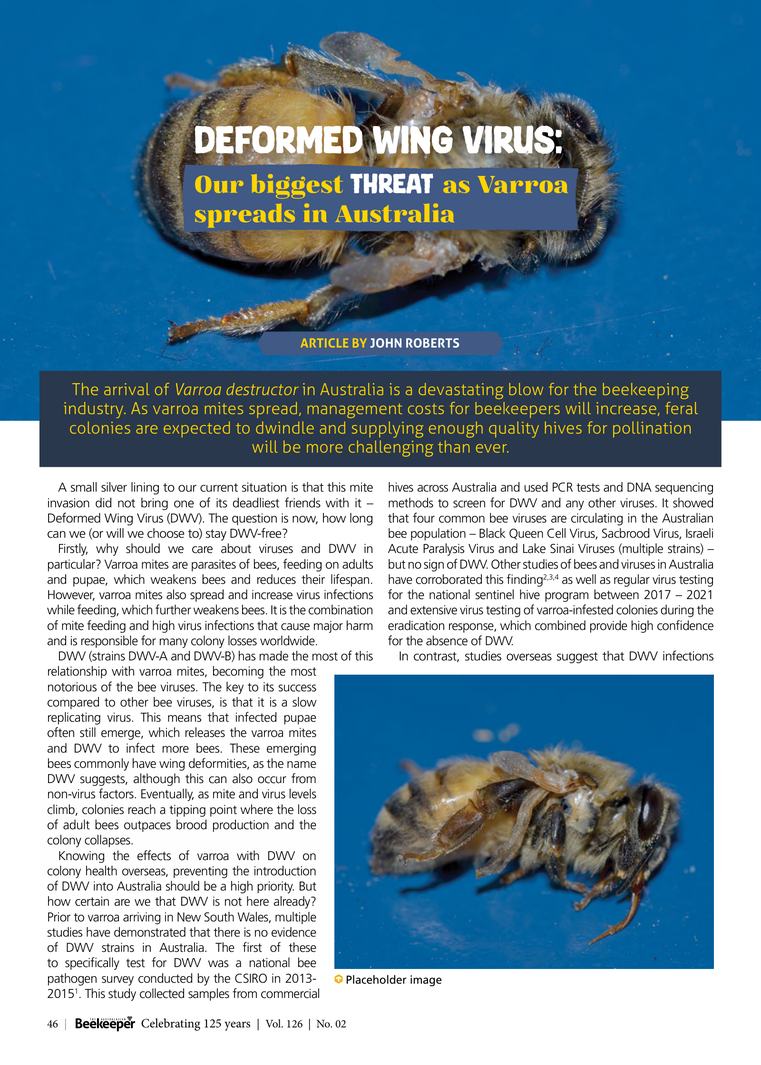 DEFORMED WING VIRUS:
Our biggest THREAT as Varroa
spreads in Australia
ARTICLE BY JOHN ROBERTS
The arrival of Varroa destructor in Australia is a devastating blow for the beekeeping
industry. As varroa mites spread, management costs for beekeepers will increase, feral
colonies are expected to dwindle and supplying enough quality hives for pollination
will be more challenging than ever.
A small silver lining to our current situation is that this mite
invasion did not bring one of its deadliest friends with it –
Deformed Wing Virus (DWV). The question is now, how long
can we (or will we choose to) stay DWV-free?
Firstly, why should we care about viruses and DWV in
particular? Varroa mites are parasites of bees, feeding on adults
and pupae, which weakens bees and reduces their lifespan.
However, varroa mites also spread and increase virus infections
while feeding, which further weakens bees. It is the combination
of mite feeding and high virus infections that cause major harm
and is responsible for many colony losses worldwide.
DWV (strains DWV-A and DWV-B) has made the most of this
relationship with varroa mites, becoming the most
notorious of the bee viruses. The key to its success
compared to other bee viruses, is that it is a slow
replicating virus. This means that infected pupae
often still emerge, which releases the varroa mites
and DWV to infect more bees. These emerging
bees commonly have wing deformities, as the name
DWV suggests, although this can also occur from
non-virus factors. Eventually, as mite and virus levels
climb, colonies reach a tipping point where the loss
of adult bees outpaces brood production and the
colony collapses.
Knowing the effects of varroa with DWV on
colony health overseas, preventing the introduction
of DWV into Australia should be a high priority. But
how certain are we that DWV is not here already?
Prior to varroa arriving in New South Wales, multiple
studies have demonstrated that there is no evidence
of DWV strains in Australia. The first of these
to specifically test for DWV was a national bee
pathogen survey conducted by the CSIRO in 2013-
2015¹. This study collected samples from commercial
hives across Australia and used PCR tests and DNA sequencing
methods to screen for DWV and any other viruses. It showed
that four common bee viruses are circulating in the Australian
bee population – Black Queen Cell Virus, Sacbrood Virus, Israeli
Acute Paralysis Virus and Lake Sinai Viruses (multiple strains) –
but no sign of DWV. Other studies of bees and viruses in Australia
have corroborated this finding²,³,⁴ as well as regular virus testing
for the national sentinel hive program between 2017 – 2021
and extensive virus testing of varroa-infested colonies during the
eradication response, which combined provide high confidence
for the absence of DWV.
In contrast, studies overseas suggest that DWV infections
Placeholder image
46 | Beekeeper Celebrating 125 years | Vol. 126 | No. 02